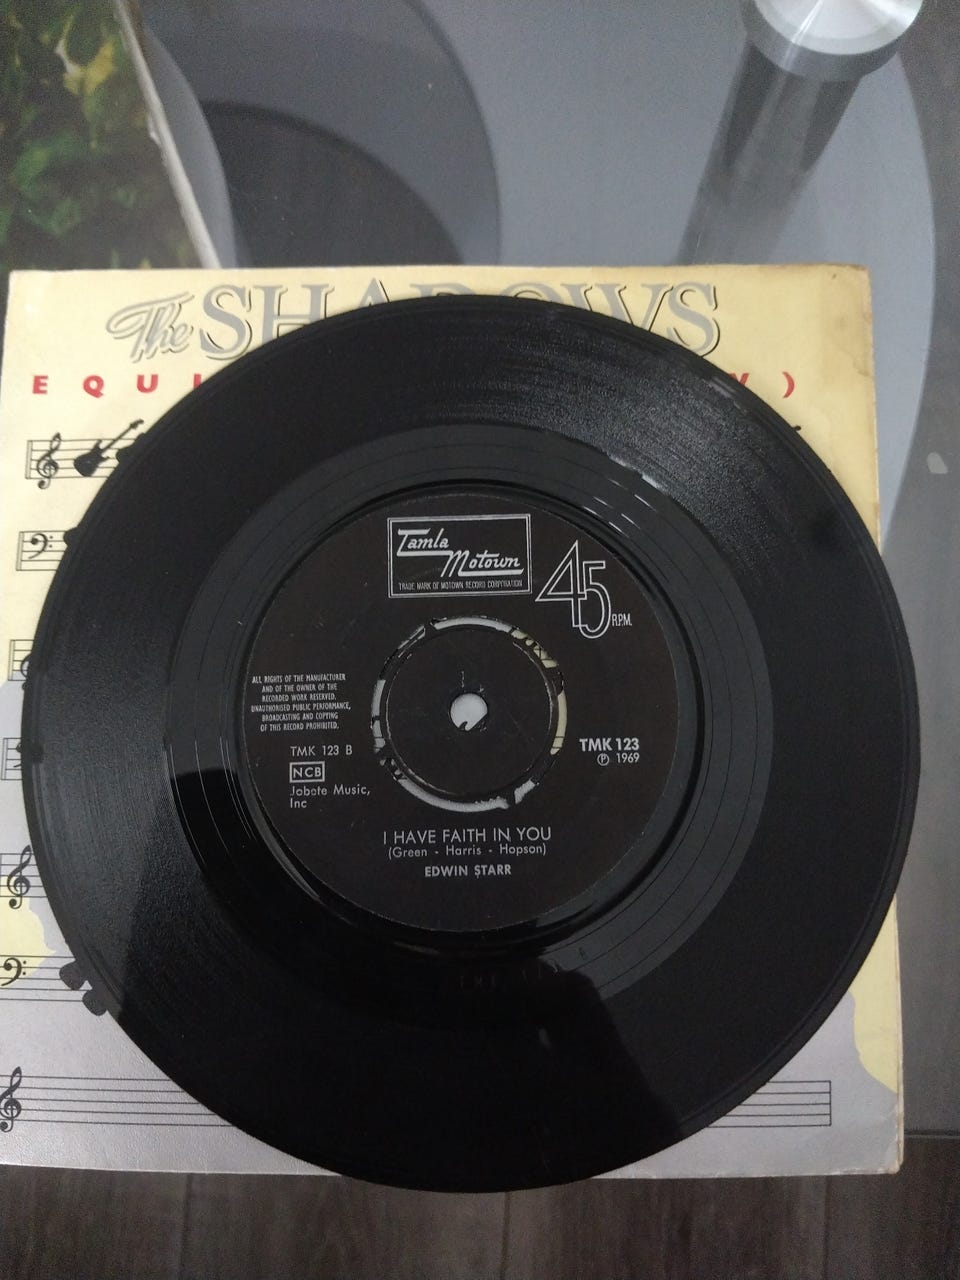 The SHADOWS
EQUI
Y)
Tamla
Motown
TRADE MARK OF MOTOWN RECORD CORPORATION
45
R.P.M.
ALL RIGHTS OF THE MANUFACTURER
AND OF THE OWNER OF THE
RECORDED WORK RESERVED.
UNAUTHORISED PUBLIC PERFORMANCE,
BROADCASTING AND COPYING
OF THIS RECORD PROHIBITED.
TMK 123 B
NCB
Jobete Music,
Inc
TMK 123
℗ 1969
I HAVE FAITH IN YOU
(Green - Harris - Hopson)
EDWIN STARR